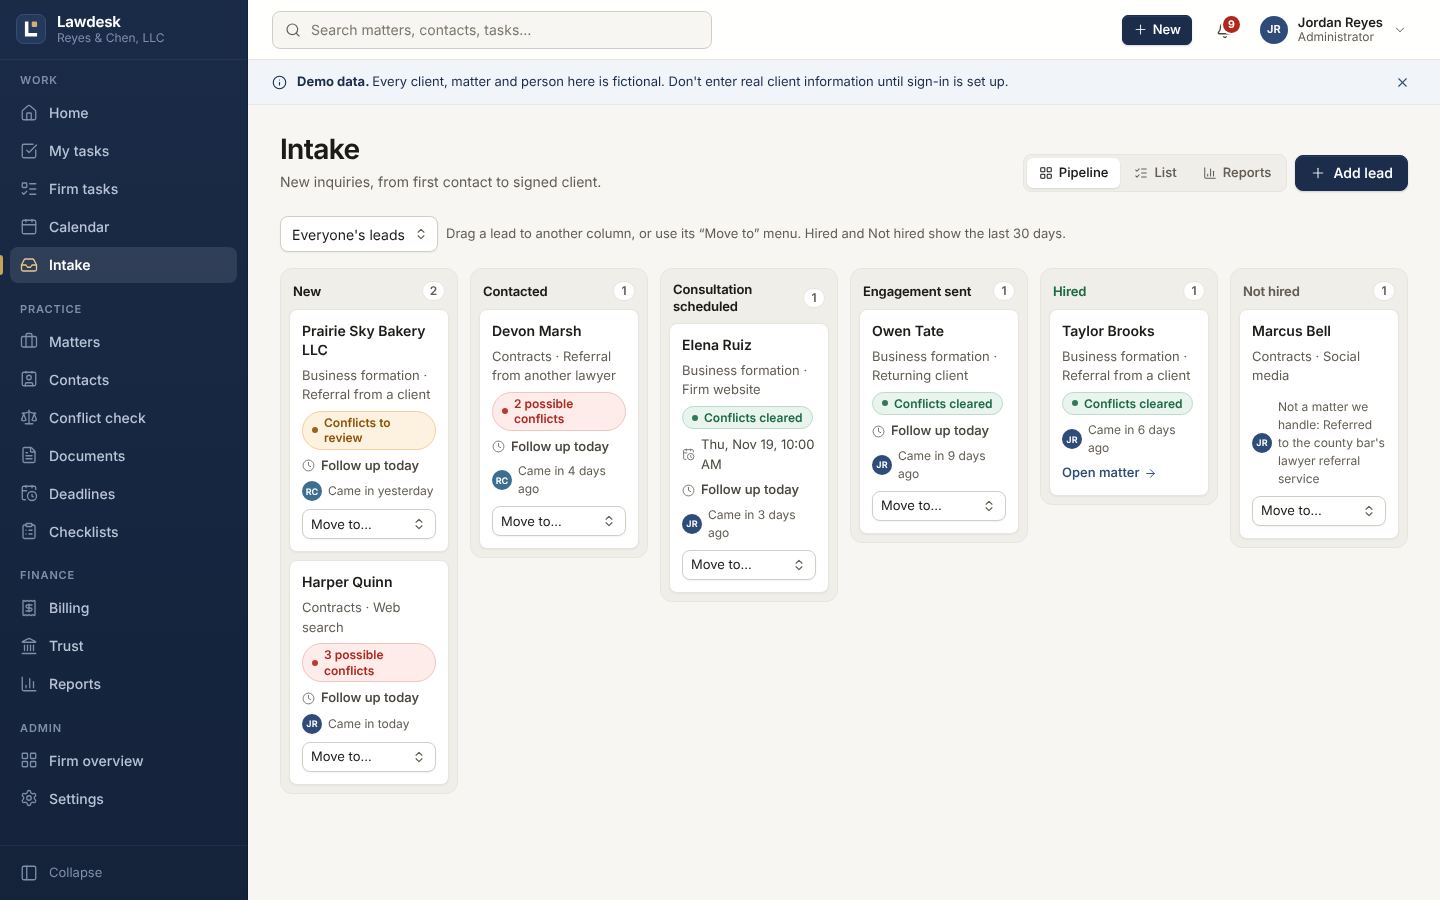 Lawdesk
Reyes & Chen, LLC
WORK
Home
My tasks
Firm tasks
Calendar
Intake
PRACTICE
Matters
Contacts
Conflict check
Documents
Deadlines
Checklists
FINANCE
Billing
Trust
Reports
ADMIN
Firm overview
Settings
Collapse
Search matters, contacts, tasks...
New
9
JR
Jordan Reyes
Administrator
Demo data. Every client, matter and person here is fictional. Don't enter real client information until sign-in is set up.
Intake
New inquiries, from first contact to signed client.
Pipeline
List
Reports
Add lead
Everyone's leads
Drag a lead to another column, or use its “Move to” menu. Hired and Not hired show the last 30 days.
New
2
Prairie Sky Bakery
LLC
Business formation ·
Referral from a client
Conflicts to
review
Follow up today
RC
Came in yesterday
Move to...
Harper Quinn
Contracts · Web
search
3 possible
conflicts
Follow up today
JR
Came in today
Move to...
Contacted
1
Devon Marsh
Contracts · Referral
from another lawyer
2 possible
conflicts
Follow up today
RC
Came in 4 days
ago
Move to...
Consultation
scheduled
1
Elena Ruiz
Business formation ·
Firm website
Conflicts cleared
Thu, Nov 19, 10:00
AM
Follow up today
JR
Came in 3 days
ago
Move to...
Engagement sent
1
Owen Tate
Business formation ·
Returning client
Conflicts cleared
Follow up today
JR
Came in 9 days
ago
Move to...
Hired
1
Taylor Brooks
Business formation ·
Referral from a client
Conflicts cleared
JR
Came in 6 days
ago
Open matter →
Not hired
1
Marcus Bell
Contracts · Social
media
JR
Not a matter we
handle: Referred
to the county bar's
lawyer referral
service
Move to...